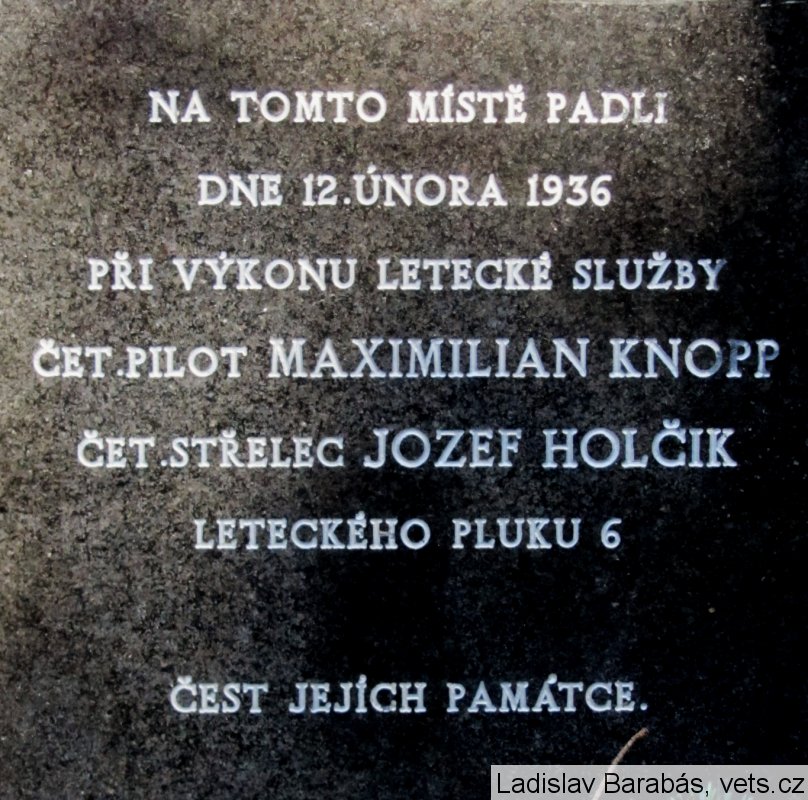 NA TOMTO MÍSTĚ PADLI
DNE 12.ÚNORA 1936
PŘI VÝKONU LETECKÉ SLUŽBY
ČET.PILOT MAXIMILIAN KNOPP
ČET.STŘELEC JOZEF HOLČIK
LETECKÉHO PLUKU 6
ČEST JEJÍCH PAMÁTCE.
Ladislav Barabás, vets.cz